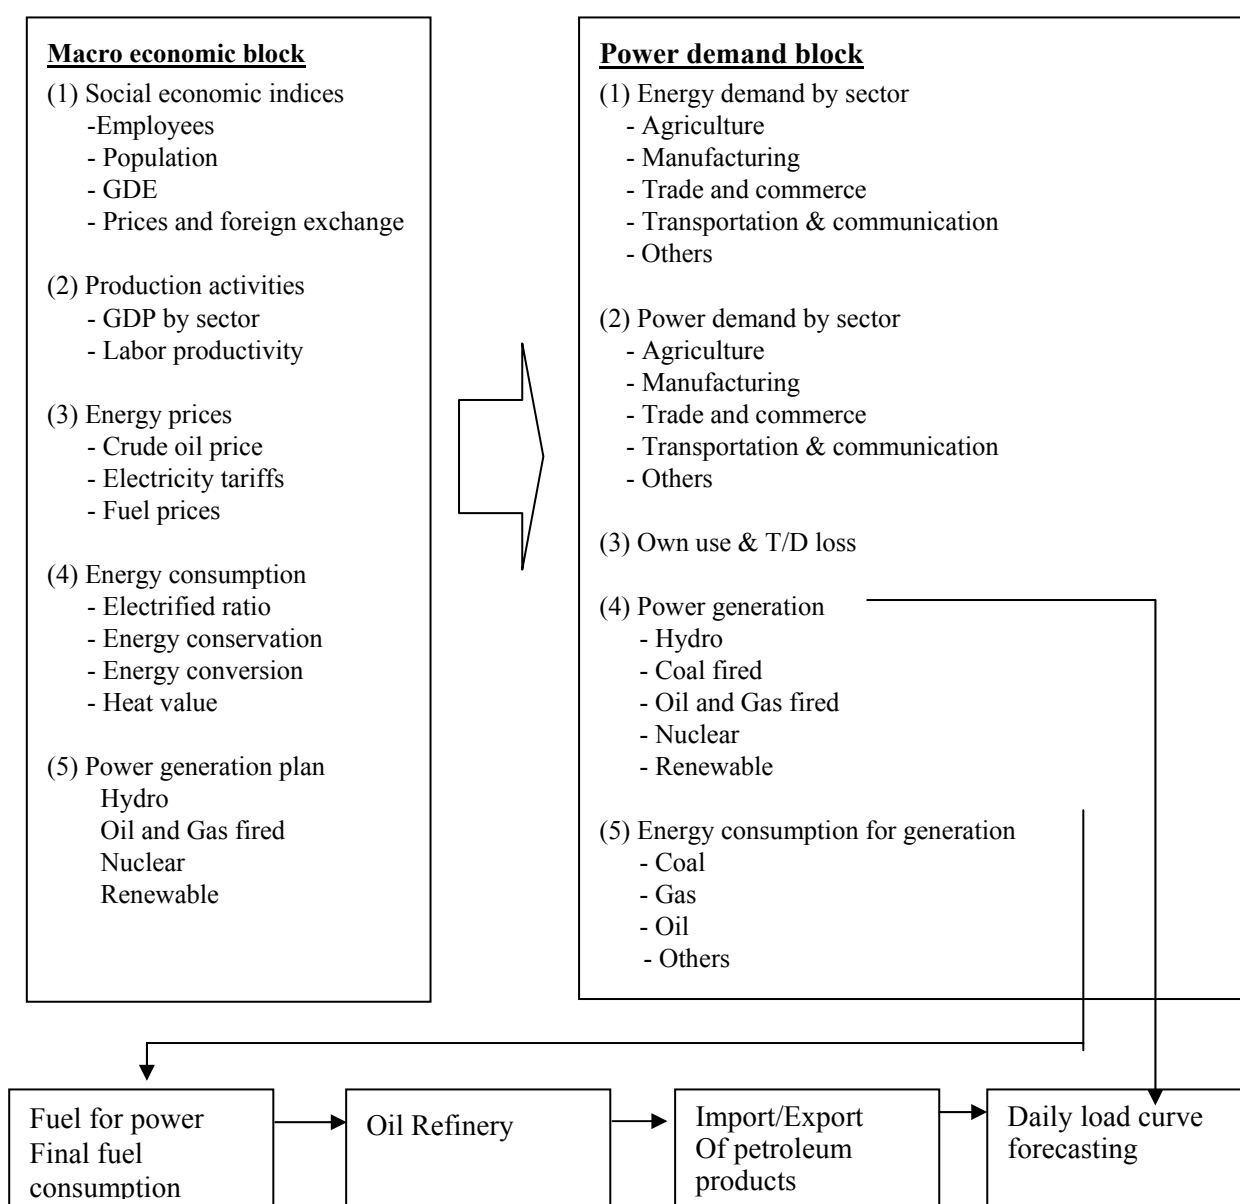 Macro economic block
(1) Social economic indices
-Employees
- Population
- GDE
- Prices and foreign exchange
(2) Production activities
- GDP by sector
- Labor productivity
(3) Energy prices
- Crude oil price
- Electricity tariffs
- Fuel prices
(4) Energy consumption
- Electrified ratio
- Energy conservation
- Energy conversion
- Heat value
(5) Power generation plan
Hydro
Oil and Gas fired
Nuclear
Renewable
Power demand block
(1) Energy demand by sector
- Agriculture
- Manufacturing
- Trade and commerce
- Transportation & communication
- Others
(2) Power demand by sector
- Agriculture
- Manufacturing
- Trade and commerce
- Transportation & communication
- Others
(3) Own use & T/D loss
(4) Power generation
- Hydro
- Coal fired
- Oil and Gas fired
- Nuclear
- Renewable
(5) Energy consumption for generation
- Coal
- Gas
- Oil
- Others
Fuel for power
Final fuel
consumption
Oil Refinery
Import/Export
Of petroleum
products
Daily load curve
forecasting